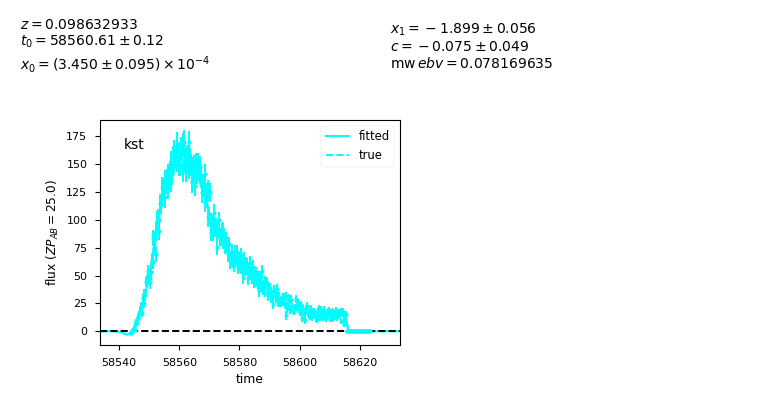 z = 0.098632933
t₀ = 58560.61 ± 0.12
x₀ = (3.450 ± 0.095) × 10⁻⁴
x₁ = −1.899 ± 0.056
c = −0.075 ± 0.049
mw ebv = 0.078169635
kst
fitted
true
175
150
125
100
75
50
25
0
flux (ZP_AB = 25.0)
58540 58560 58580 58600 58620
time